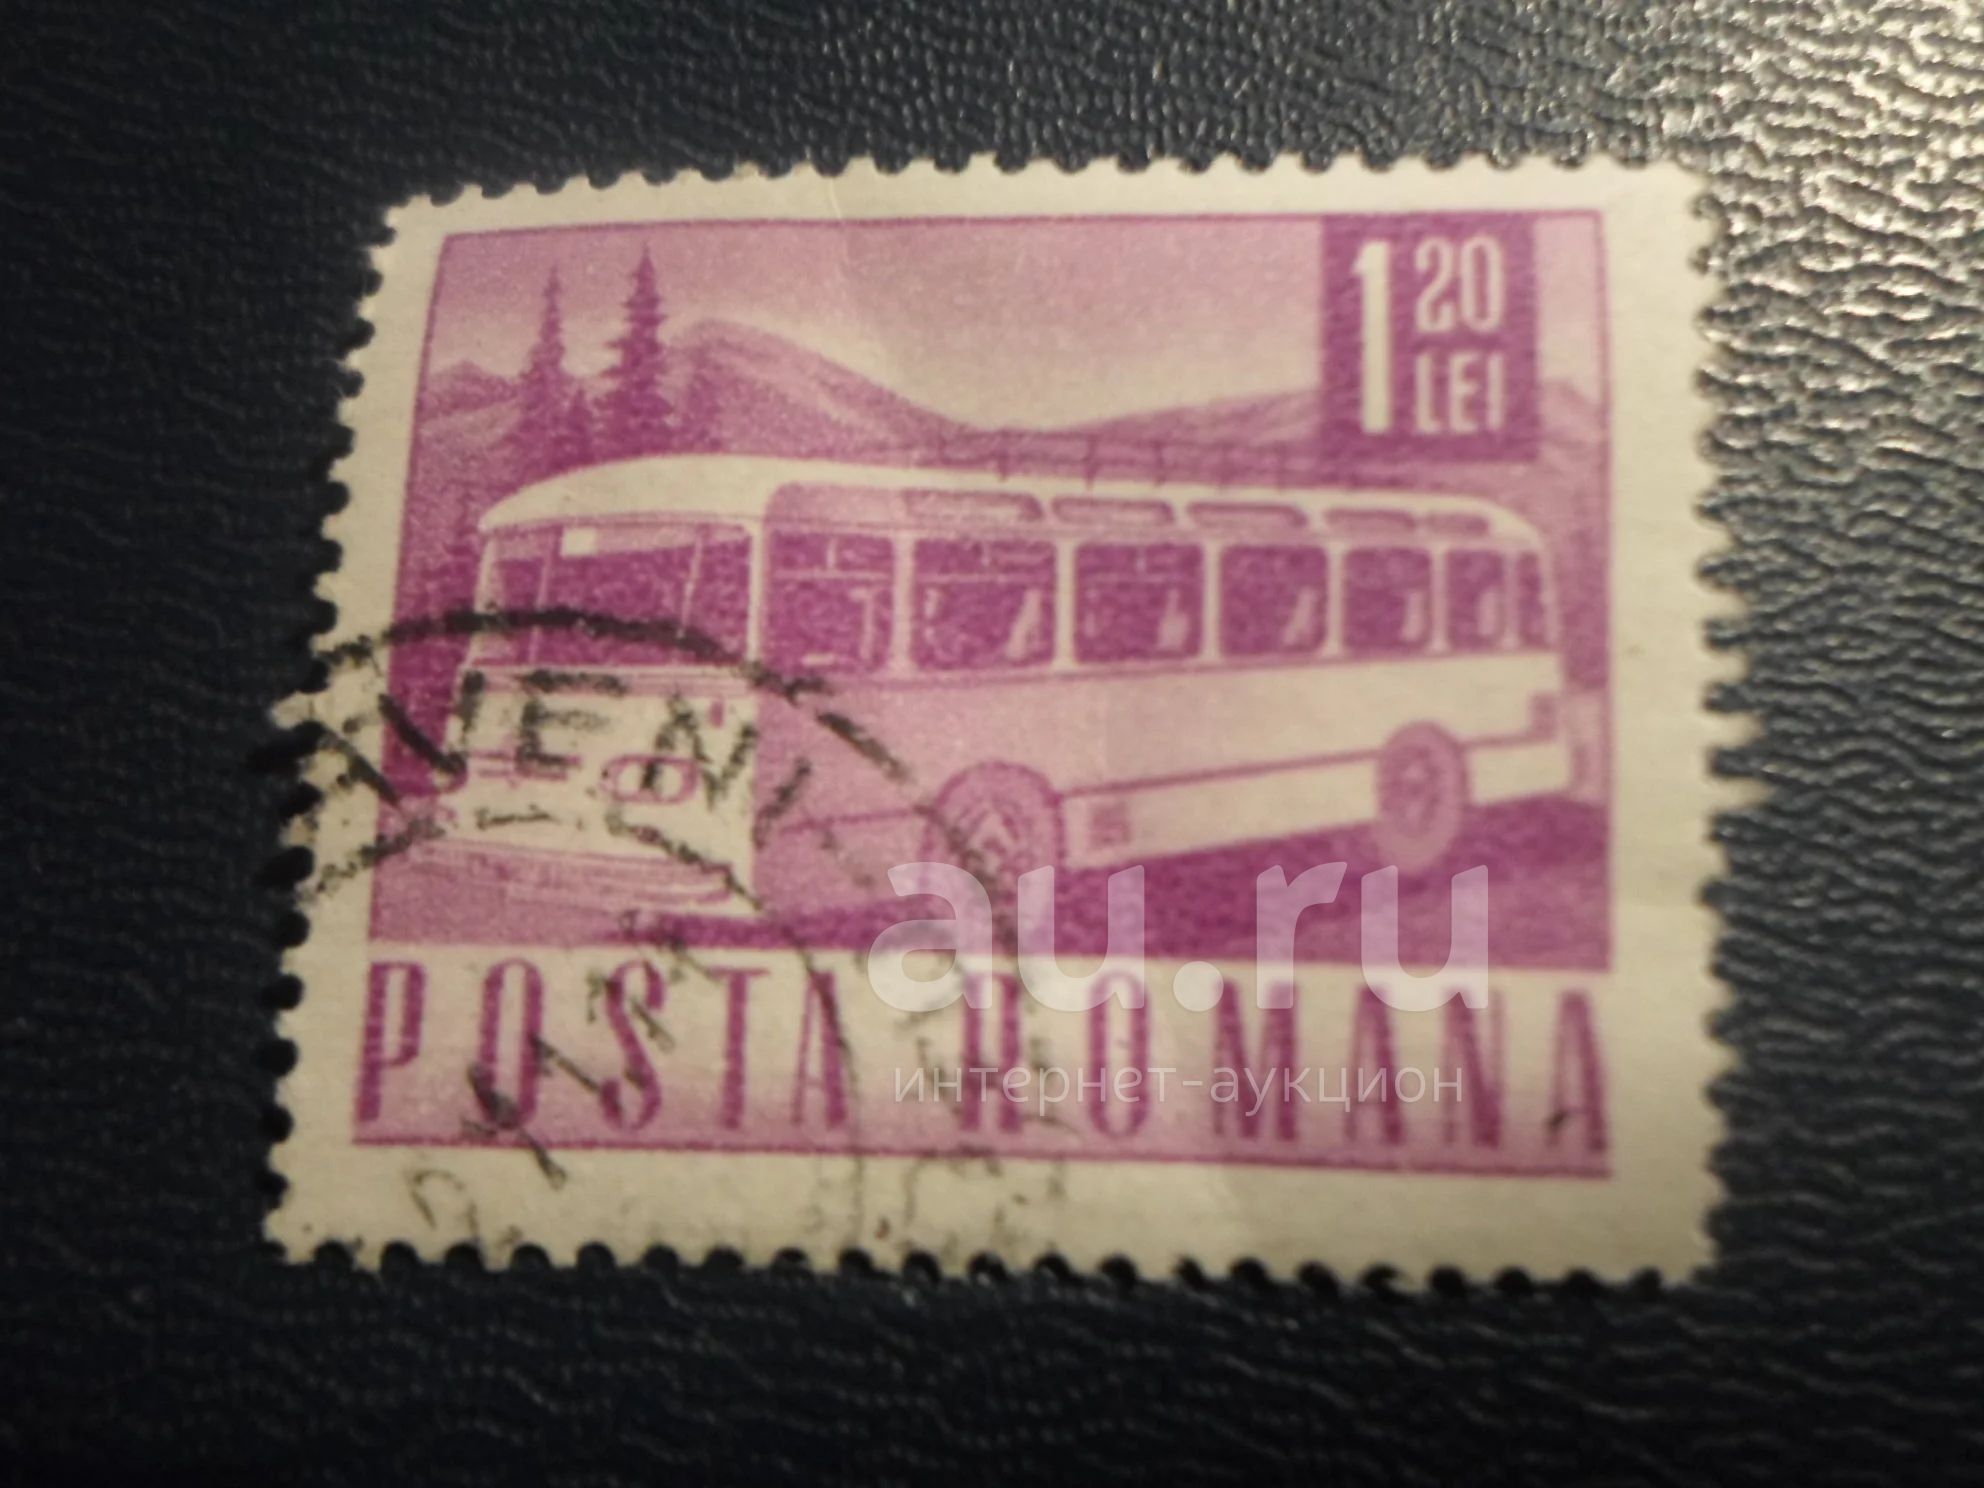 1 20
LEI
POSTA ROMANA
au.ru
интернет-аукцион